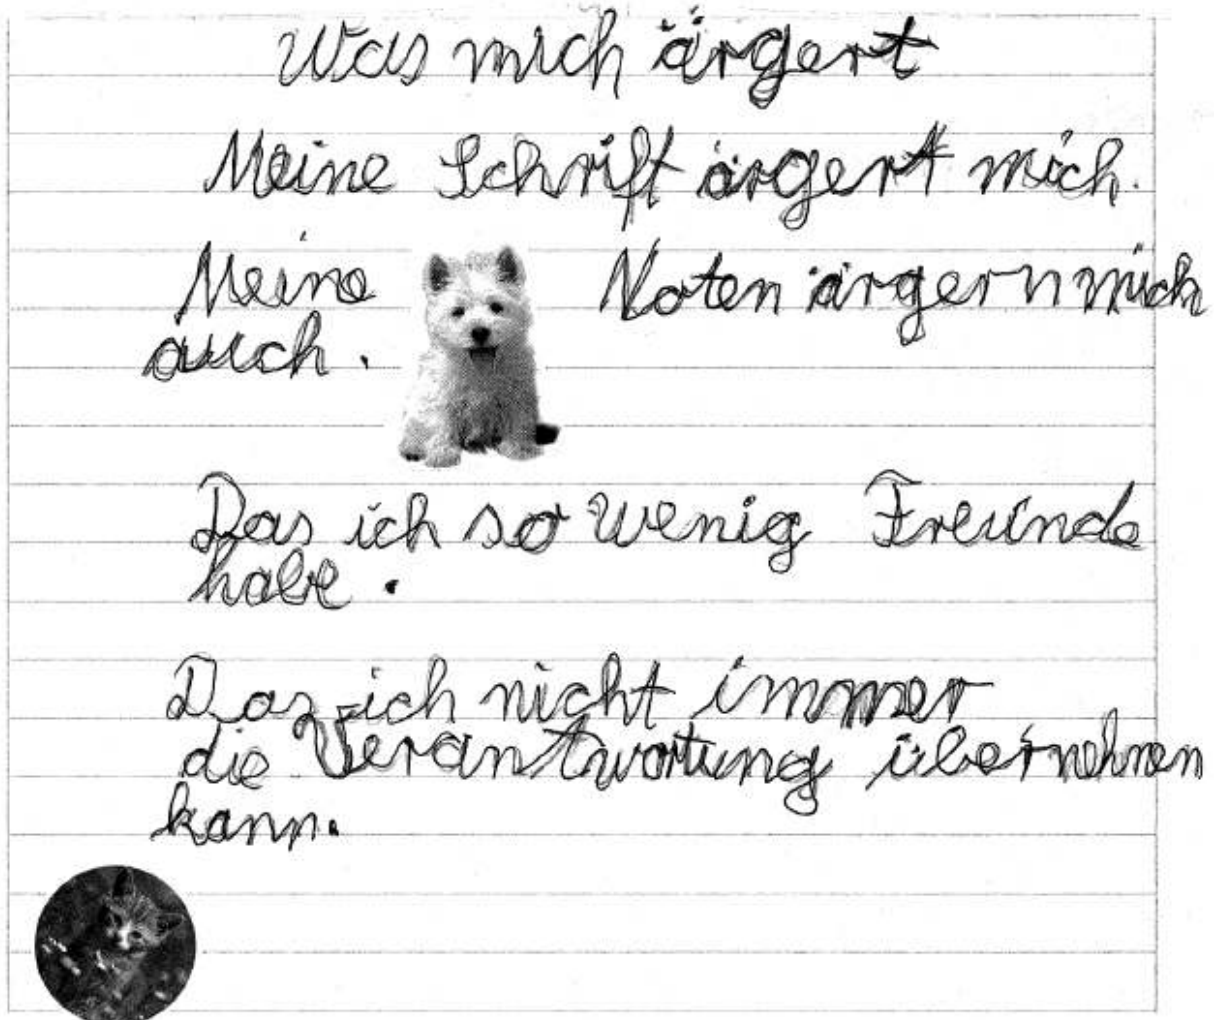 Was mich ärgert
Meine Schrift ärgert mich.
Meine Noten ärgern mich
auch.
Das ich so wenig Freunde
habe.
Das ich nicht immer
die Verantwortung übernehmen
kann.